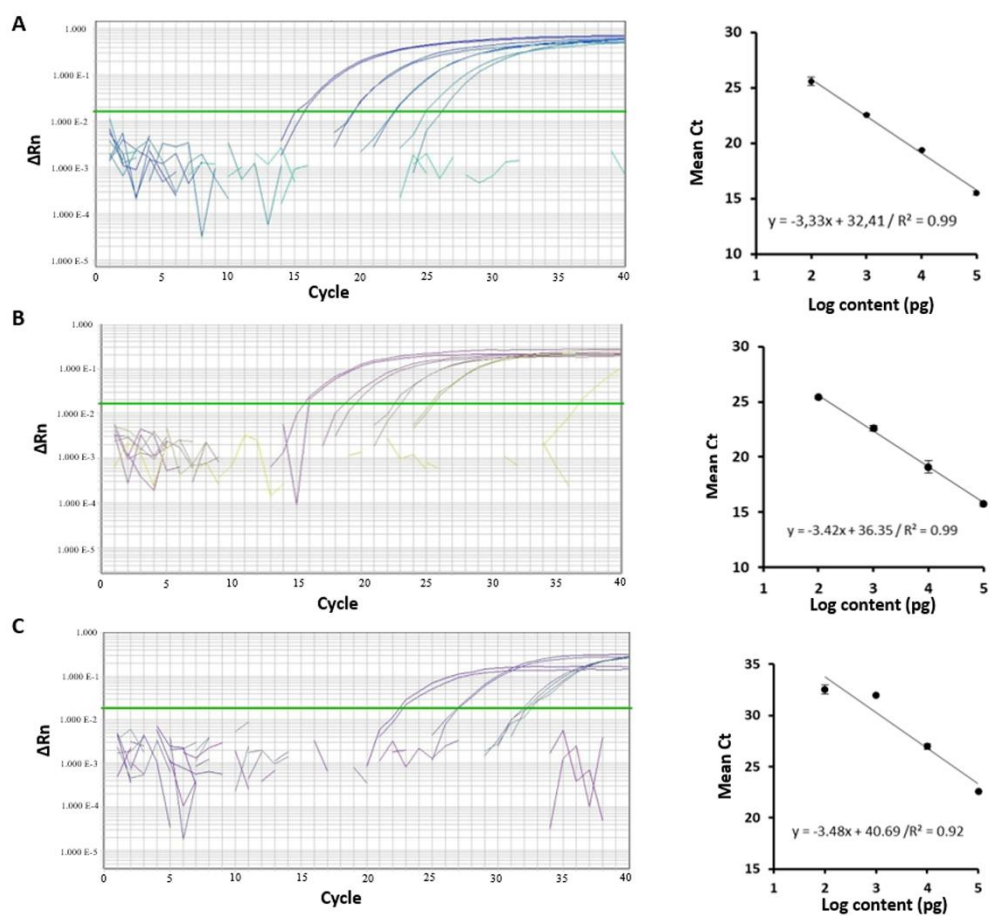 A
1.000
1.000 E-1
1.000 E-2
1.000 E-3
1.000 E-4
1.000 E-5
ΔRn
0 5 10 15 20 25 30 35 40
Cycle
30
25
20
15
10
Mean Ct
y = -3,33x + 32,41 / R² = 0.99
1 2 3 4 5
Log content (pg)
B
1.000
1.000 E-1
1.000 E-2
1.000 E-3
1.000 E-4
1.000 E-5
ΔRn
0 5 10 15 20 25 30 35 40
Cycle
30
25
20
15
10
Mean Ct
y = -3.42x + 36.35 / R² = 0.99
1 2 3 4 5
Log content (pg)
C
1.000
1.000 E-1
1.000 E-2
1.000 E-3
1.000 E-4
1.000 E-5
ΔRn
0 5 10 15 20 25 30 35 40
Cycle
35
30
25
20
15
Mean Ct
y = -3.48x + 40.69 /R² = 0.92
1 2 3 4 5
Log content (pg)